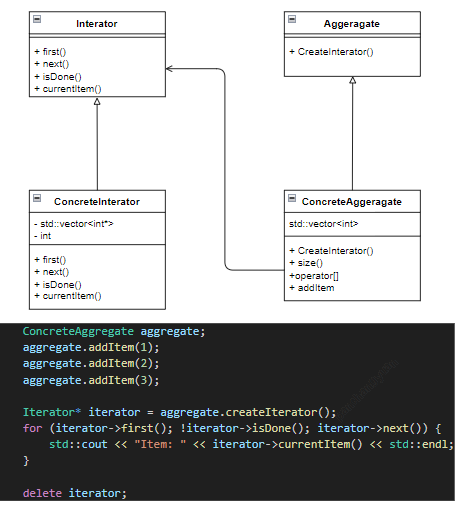 Interator
+ first()
+ next()
+ isDone()
+ currentItem()
Aggeragate
+ CreateInterator()
ConcreteInterator
- std::vector<int*>
- int
+ first()
+ next()
+ isDone()
+ currentItem()
ConcreteAggeragate
std::vector<int>
+ CreateInterator()
+ size()
+operator[]
+ addItem
ConcreteAggregate aggregate;
aggregate.addItem(1);
aggregate.addItem(2);
aggregate.addItem(3);
Iterator* iterator = aggregate.createIterator();
for (iterator->first(); !iterator->isDone(); iterator->next()) {
std::cout << "Item: " << iterator->currentItem() << std::endl;
}
delete iterator;